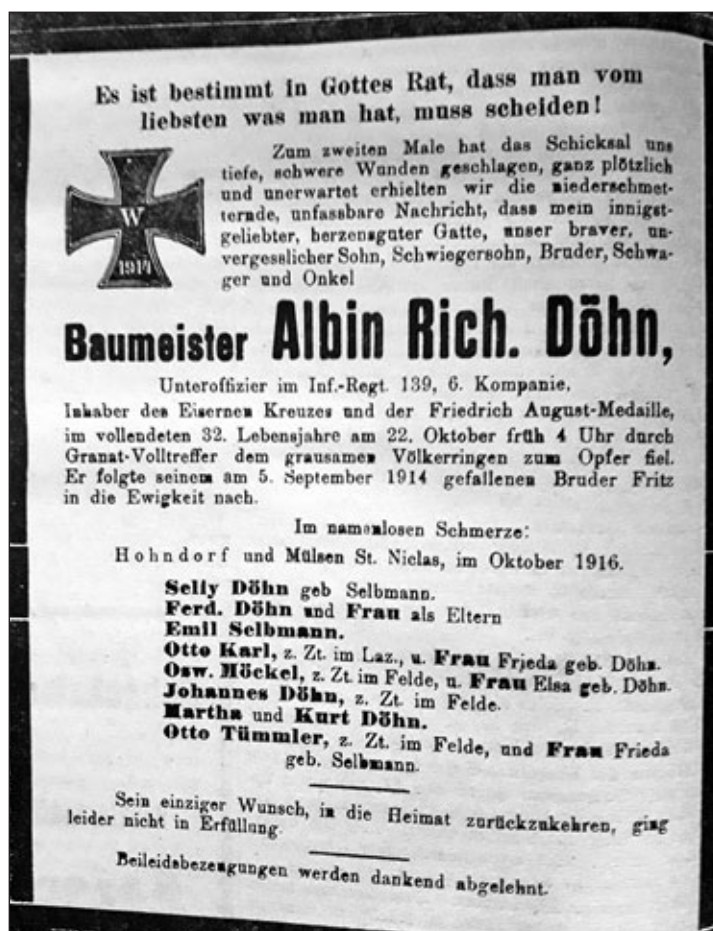 Es ist bestimmt in Gottes Rat, dass man vom
liebsten was man hat, muss scheiden!
W
1914
Zum zweiten Male hat das Schicksal uns
tiefe, schwere Wunden geschlagen, ganz plötzlich
und unerwartet erhielten wir die niederschmet-
ternde, unfassbare Nachricht, dass mein innigst-
geliebter, herzensguter Gatte, unser braver, un-
vergesslicher Sohn, Schwiegersohn, Bruder, Schwa-
ger und Onkel
Baumeister Albin Rich. Döhn,
Unteroffizier im Inf.-Regt. 139, 6. Kompanie,
Inhaber des Eisernen Kreuzes und der Friedrich August-Medaille,
im vollendeten 32. Lebensjahre am 22. Oktober früh 4 Uhr durch
Granat-Volltreffer dem grausamen Völkerringen zum Opfer fiel.
Er folgte seinem am 5. September 1914 gefallenen Bruder Fritz
in die Ewigkeit nach.
Im namenlosen Schmerze:
Hohndorf und Mülsen St. Niclas, im Oktober 1916.
Selly Döhn geb Selbmann.
Ferd. Döhn und Frau als Eltern
Emil Selbmann.
Otto Karl, z. Zt. im Laz., u. Frau Frieda geb. Döhn.
Osw. Möckel, z. Zt. im Felde, u. Frau Elsa geb. Döhn.
Johannes Döhn, z. Zt. im Felde.
Martha und Kurt Döhn.
Otto Tümmler, z. Zt. im Felde, und Frau Frieda
geb. Selbmann.
Sein einziger Wunsch, in die Heimat zurückzukehren, ging
leider nicht in Erfüllung.
Beileidsbezeugungen werden dankend abgelehnt.